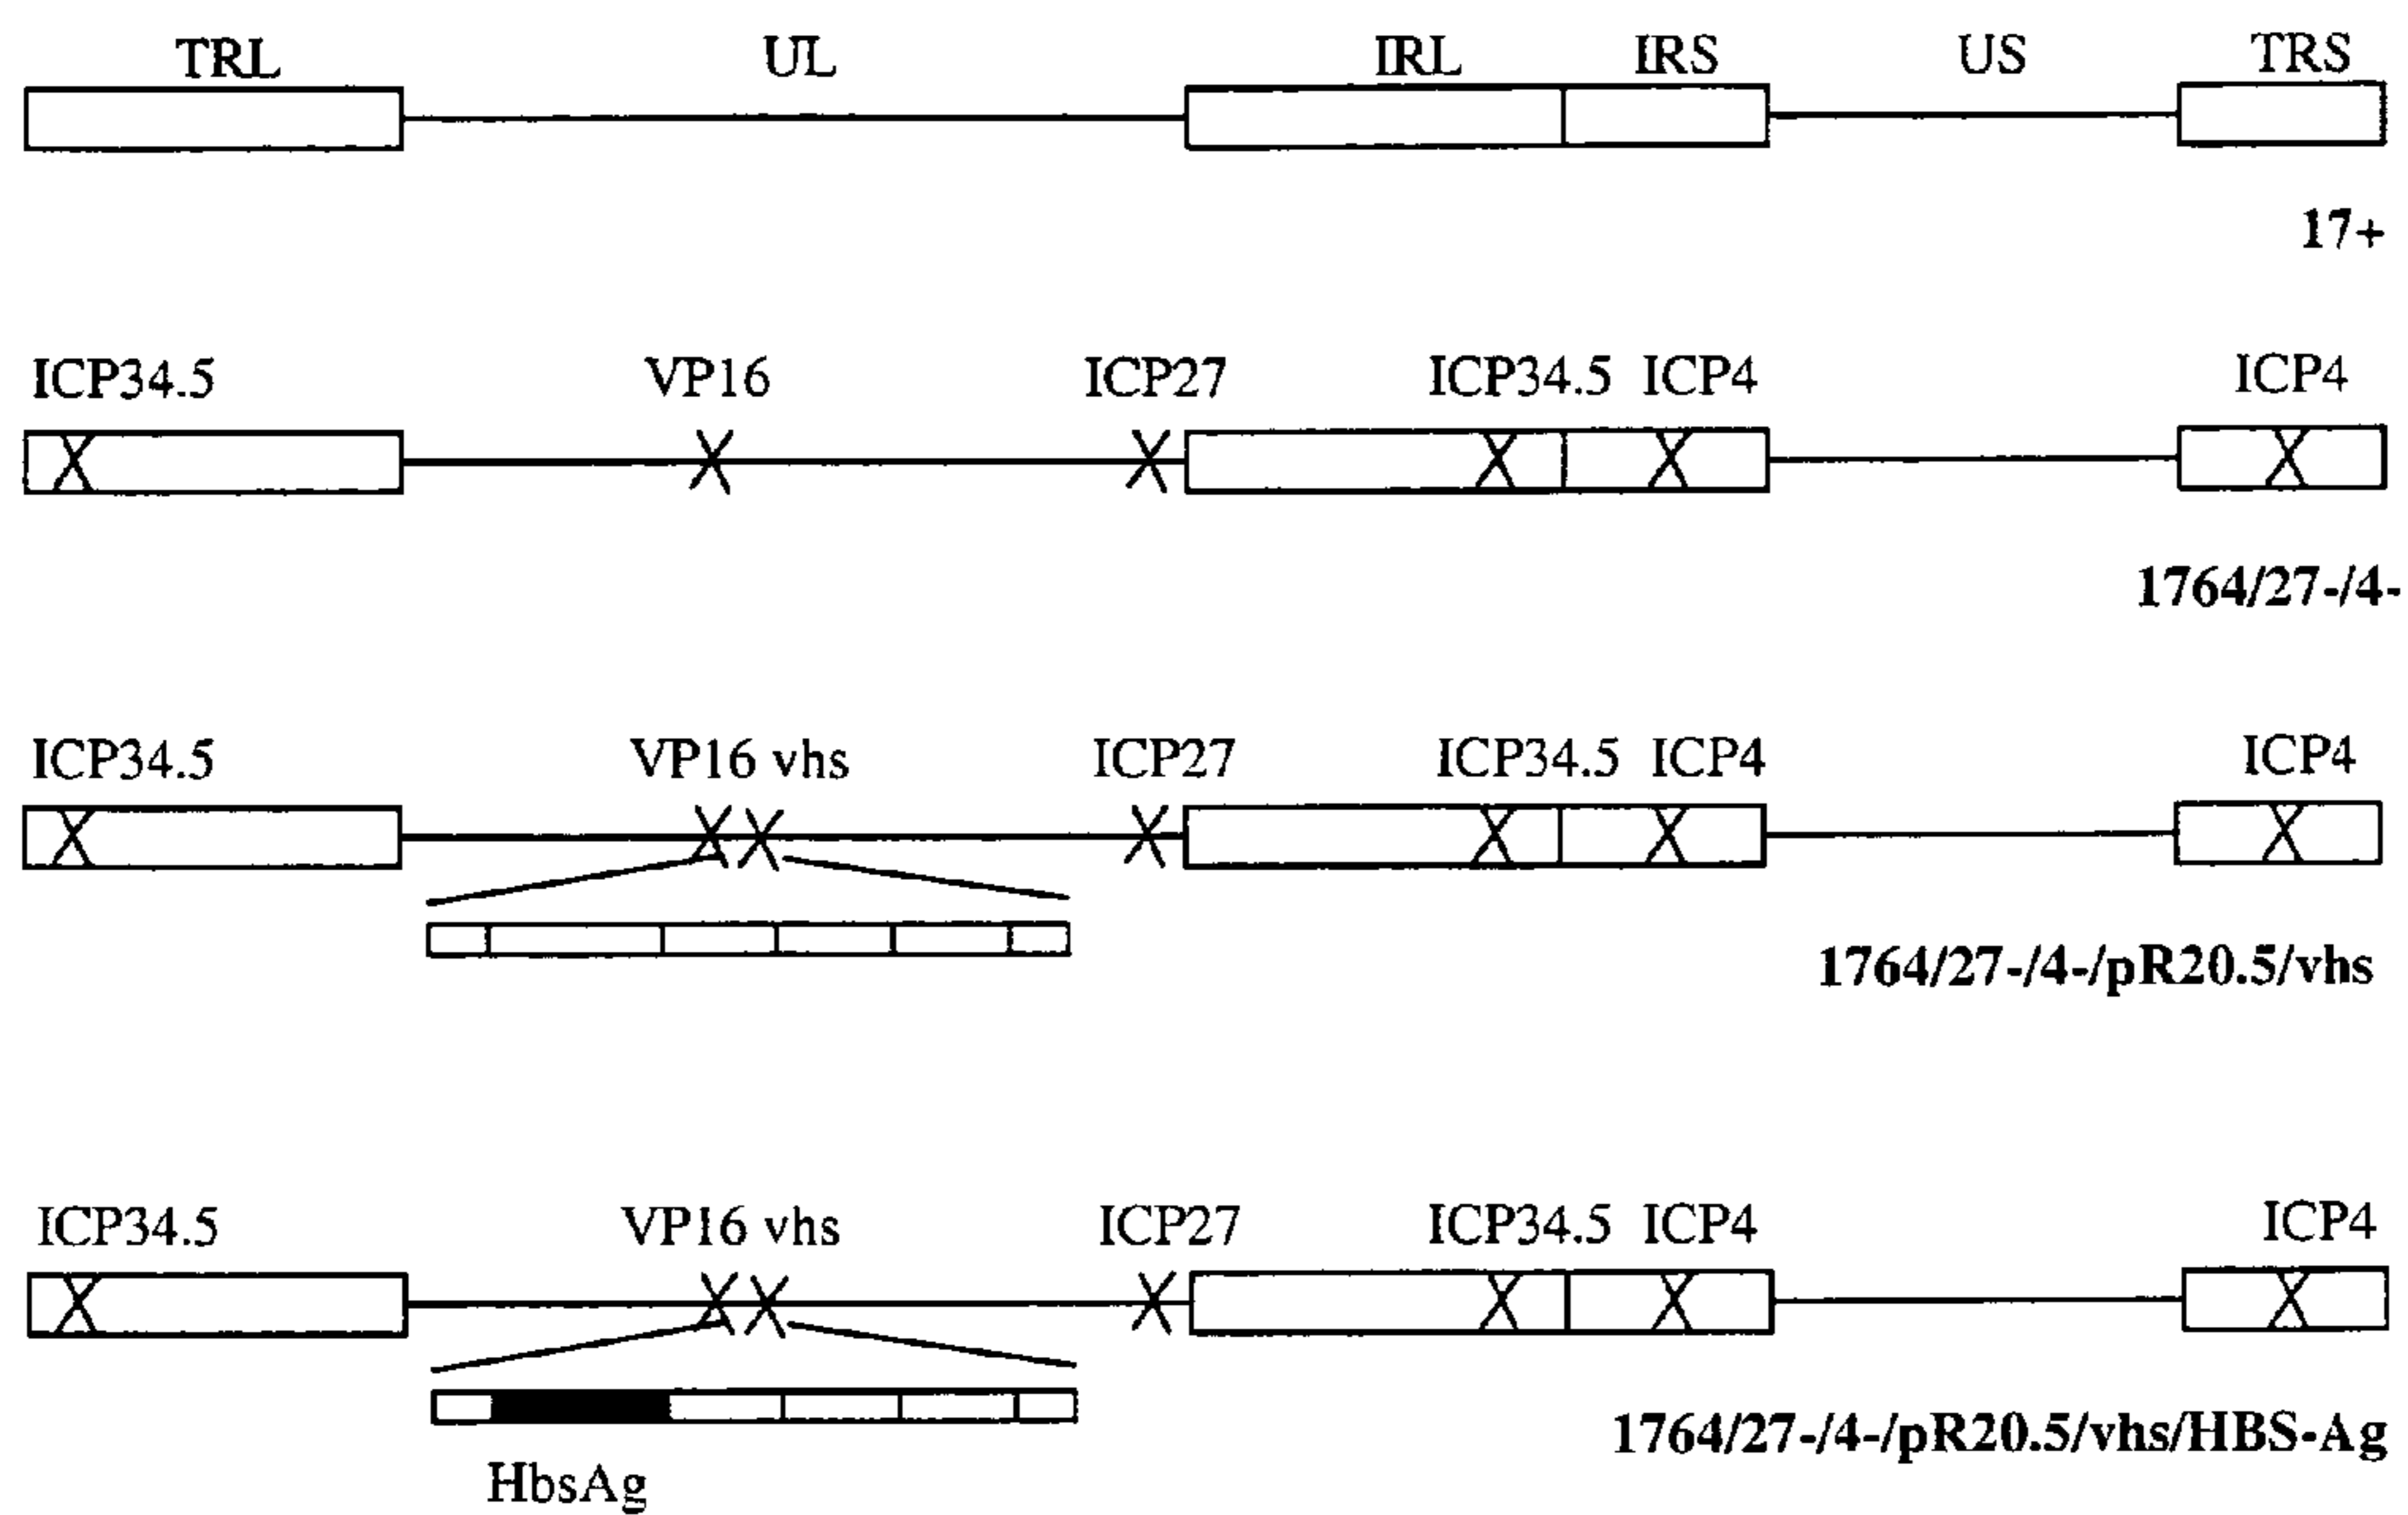 TRL UL IRL IRS US TRS
17+
ICP34.5 VP16 ICP27 ICP34.5 ICP4 ICP4
1764/27-/4-
ICP34.5 VP16 vhs ICP27 ICP34.5 ICP4 ICP4
1764/27-/4-/pR20.5/vhs
ICP34.5 VP16 vhs ICP27 ICP34.5 ICP4 ICP4
1764/27-/4-/pR20.5/vhs/HBS-Ag
HbsAg